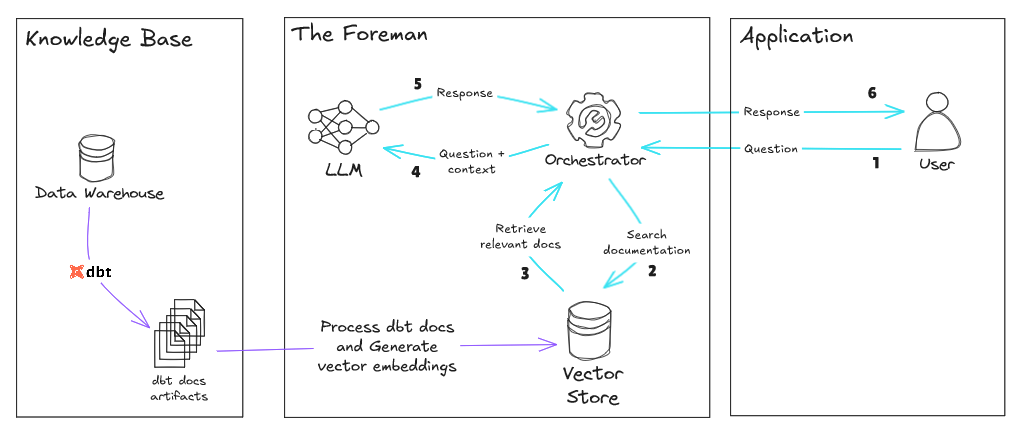 Knowledge Base
Data Warehouse
dbt
dbt docs
artifacts
The Foreman
5
Response
LLM
4
Question +
context
Orchestrator
Retrieve
relevant docs
3
Search
documentation
2
Process dbt docs
and Generate
vector embeddings
Vector
Store
Application
6
Response
Question
1
User